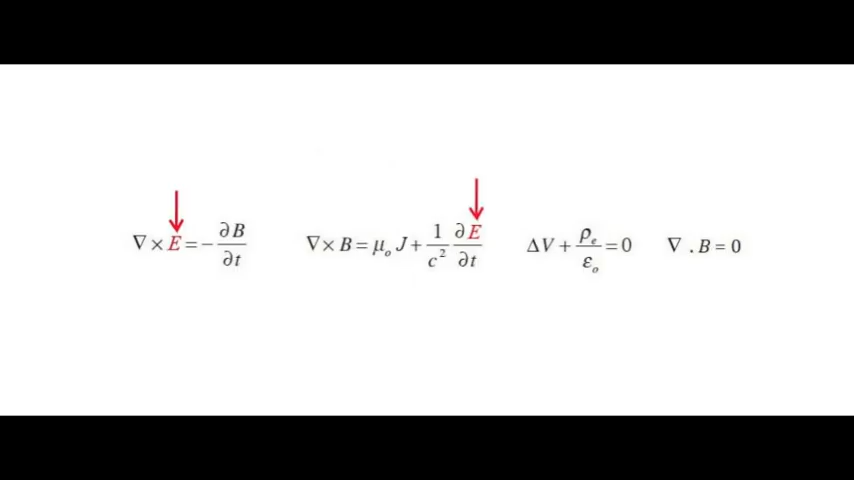 ∇ × E = − ∂B/∂t   ∇ × B = μ₀ J + 1/c² ∂E/∂t   ΔV + ρₑ/ε₀ = 0   ∇ . B = 0